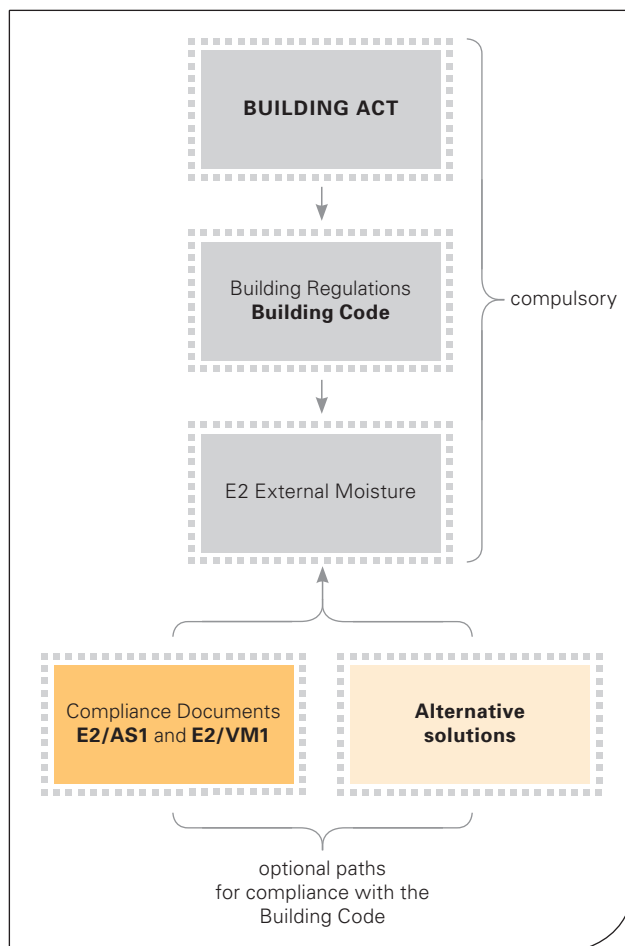 BUILDING ACT
Building Regulations
Building Code
compulsory
E2 External Moisture
Compliance Documents
E2/AS1 and E2/VM1
Alternative
solutions
optional paths
for compliance with the
Building Code